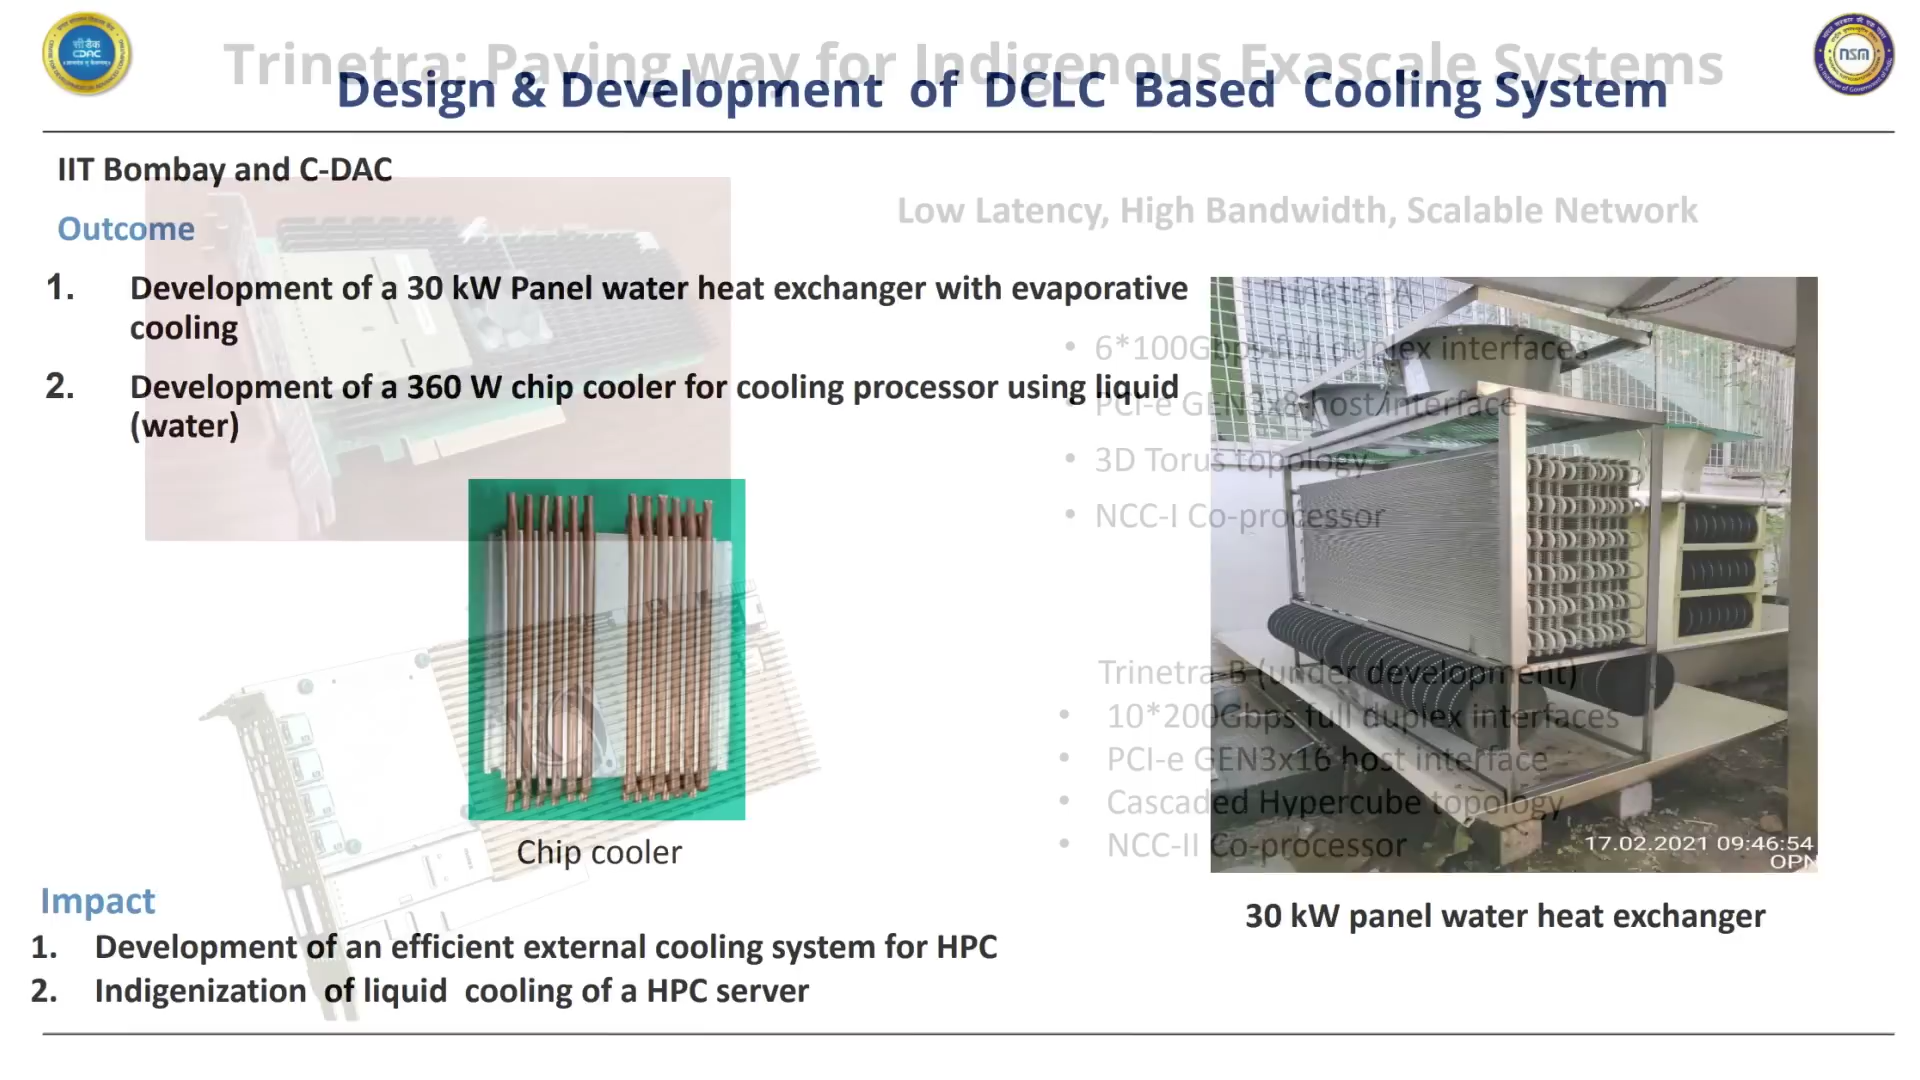 Trinetra: Paving way for Indigenous Exascale Systems
Design & Development of DCLC Based Cooling System
सी डैक
CDAC
NSM
IIT Bombay and C-DAC
Outcome
1. Development of a 30 kW Panel water heat exchanger with evaporative
cooling
2. Development of a 360 W chip cooler for cooling processor using liquid
(water)
Chip cooler
Impact
1. Development of an efficient external cooling system for HPC
2. Indigenization of liquid cooling of a HPC server
Low Latency, High Bandwidth, Scalable Network
Trinetra-A
• 6*100Gbps full duplex interfaces
• PCI-e GEN3x8 host interface
• 3D Torus topology
• NCC-I Co-processor
Trinetra-B (under development)
• 10*200Gbps full duplex interfaces
• PCI-e GEN3x16 host interface
• Cascaded Hypercube topology
• NCC-II Co-processor
17.02.2021 09:46:54
OPN
30 kW panel water heat exchanger